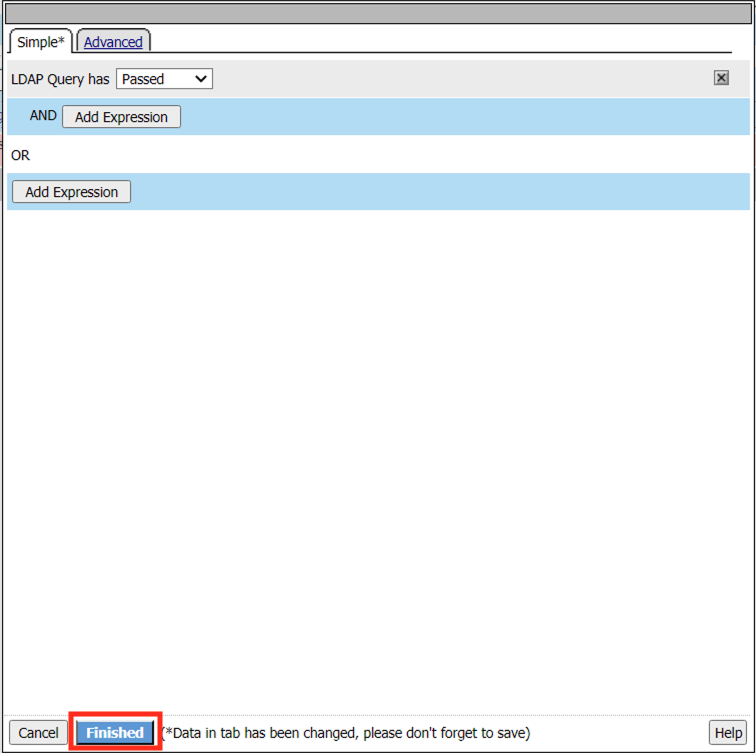 Simple* Advanced
LDAP Query has Passed
AND Add Expression
OR
Add Expression
Cancel Finished (*Data in tab has been changed, please don't forget to save) Help